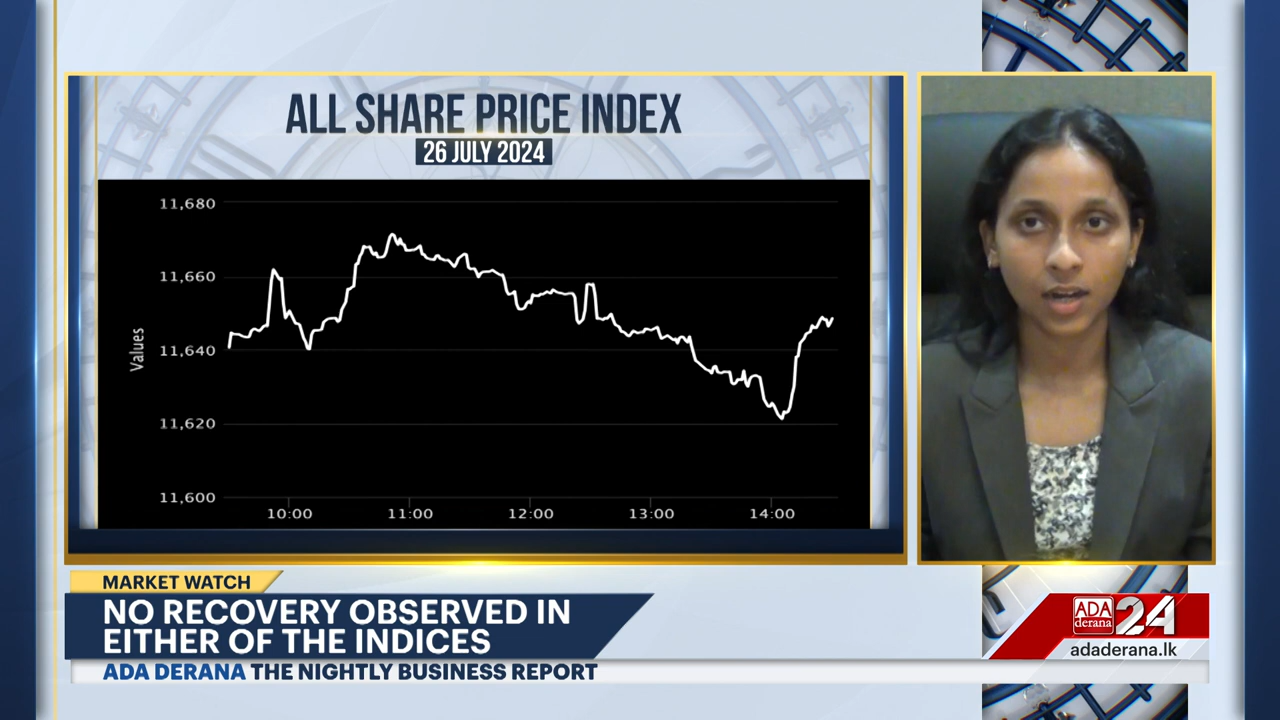 ALL SHARE PRICE INDEX
26 JULY 2024
11,680
11,660
11,640
11,620
11,600
Values
10:00 11:00 12:00 13:00 14:00
MARKET WATCH
NO RECOVERY OBSERVED IN
EITHER OF THE INDICES
ADA DERANA THE NIGHTLY BUSINESS REPORT
ADA
derana 24
adaderana.lk